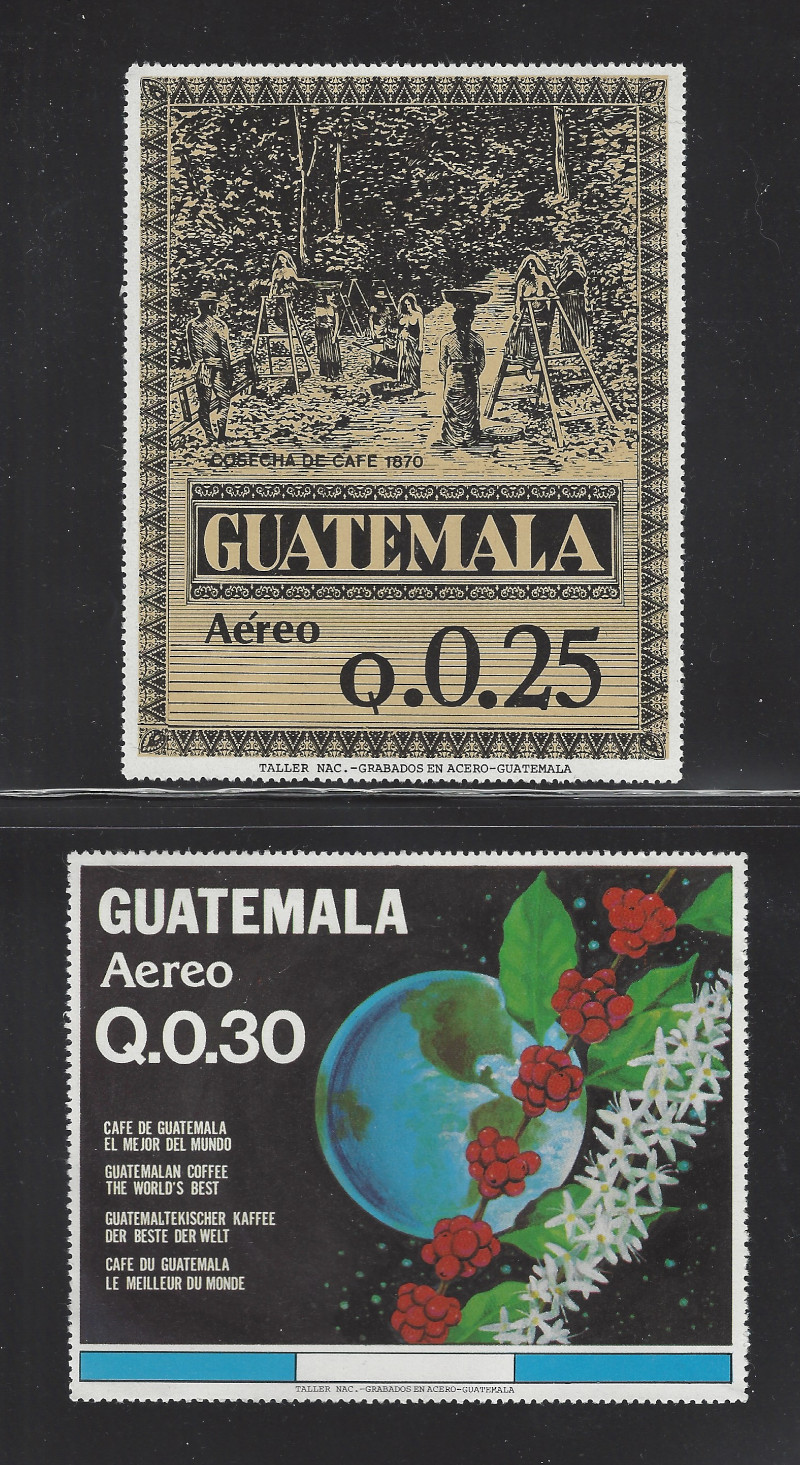 COSECHA DE CAFE 1870
GUATEMALA
Aéreo
Q.0.25
TALLER NAC.-GRABADOS EN ACERO-GUATEMALA
GUATEMALA
Aereo
Q.0.30
CAFE DE GUATEMALA
EL MEJOR DEL MUNDO
GUATEMALAN COFFEE
THE WORLD'S BEST
GUATEMALTEKISCHER KAFFEE
DER BESTE DER WELT
CAFE DU GUATEMALA
LE MEILLEUR DU MONDE
TALLER NAC.-GRABADOS EN ACERO-GUATEMALA